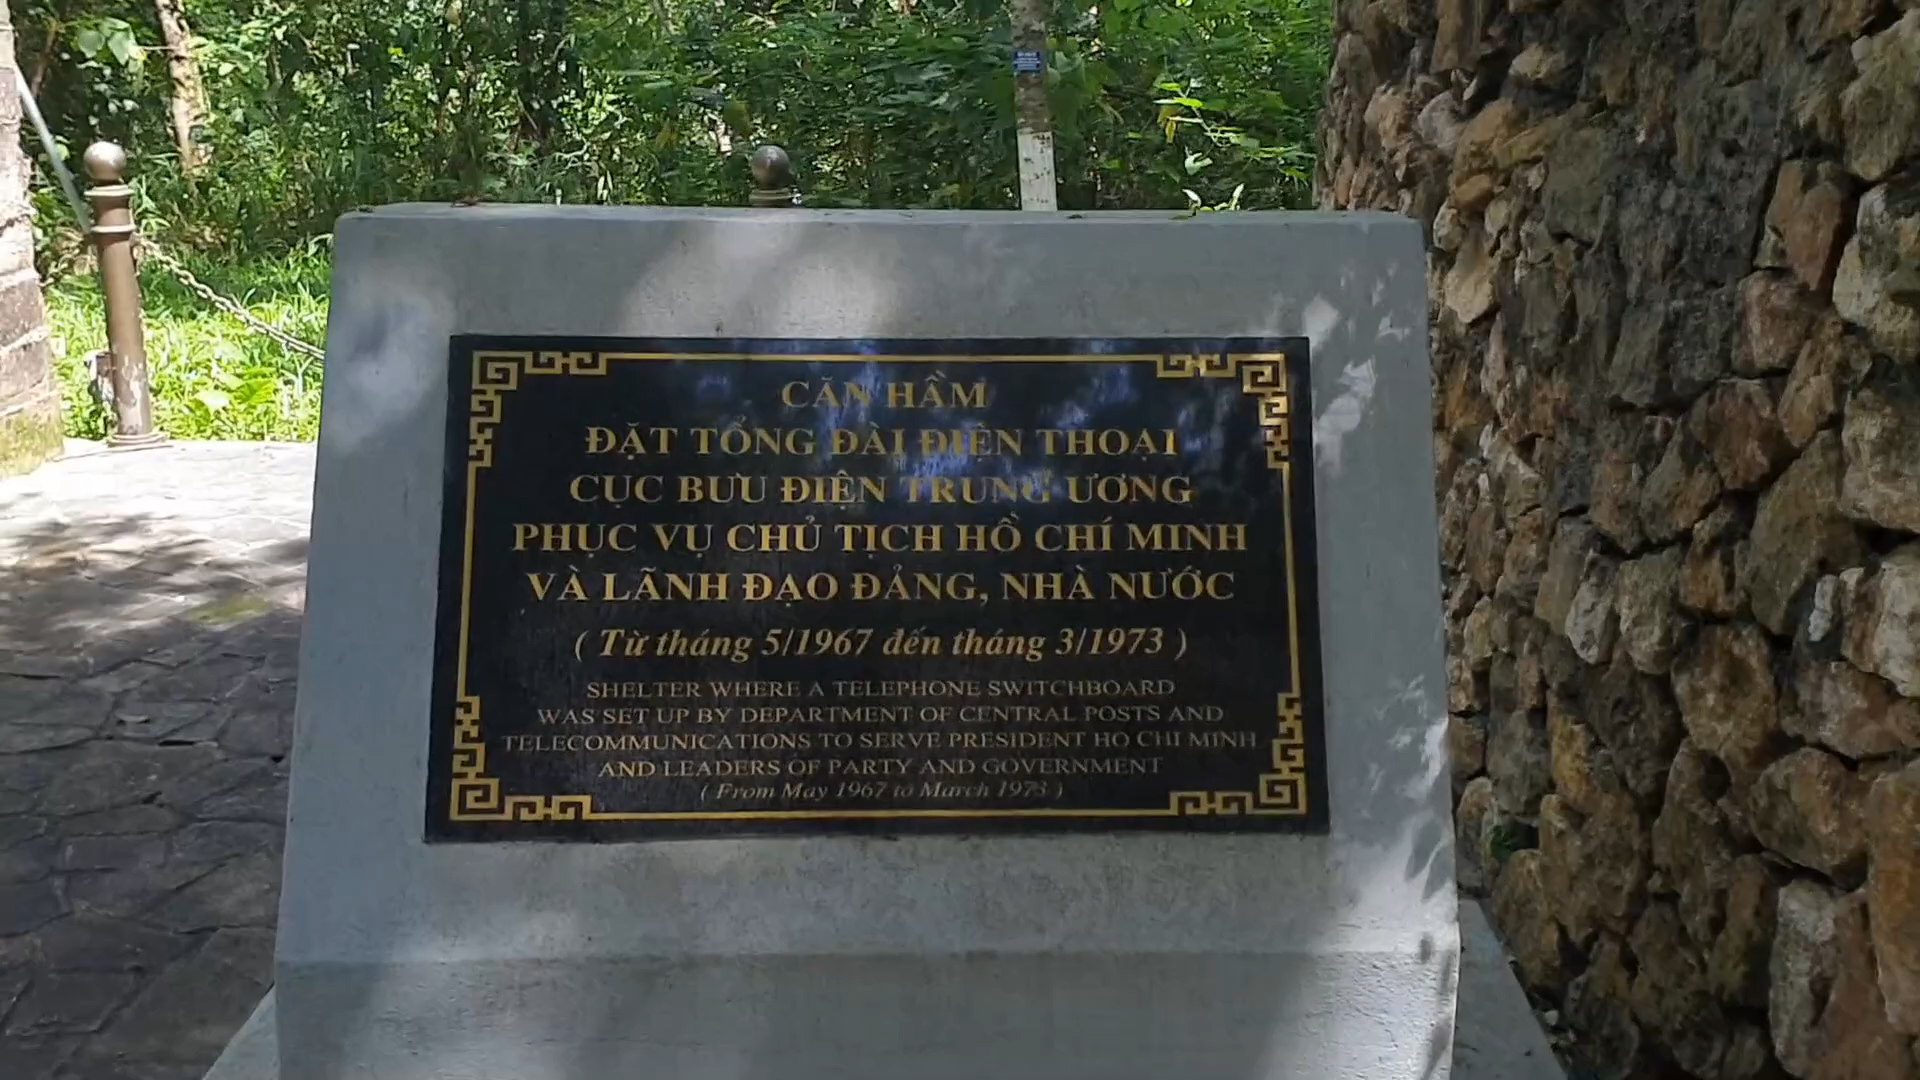 CĂN HẦM
ĐẶT TỔNG ĐÀI ĐIỆN THOẠI
CỤC BƯU ĐIỆN TRUNG ƯƠNG
PHỤC VỤ CHỦ TỊCH HỒ CHÍ MINH
VÀ LÃNH ĐẠO ĐẢNG, NHÀ NƯỚC
( Từ tháng 5/1967 đến tháng 3/1973 )
SHELTER WHERE A TELEPHONE SWITCHBOARD
WAS SET UP BY DEPARTMENT OF CENTRAL POSTS AND
TELECOMMUNICATIONS TO SERVE PRESIDENT HO CHI MINH
AND LEADERS OF PARTY AND GOVERNMENT
( From May 1967 to March 1973 )